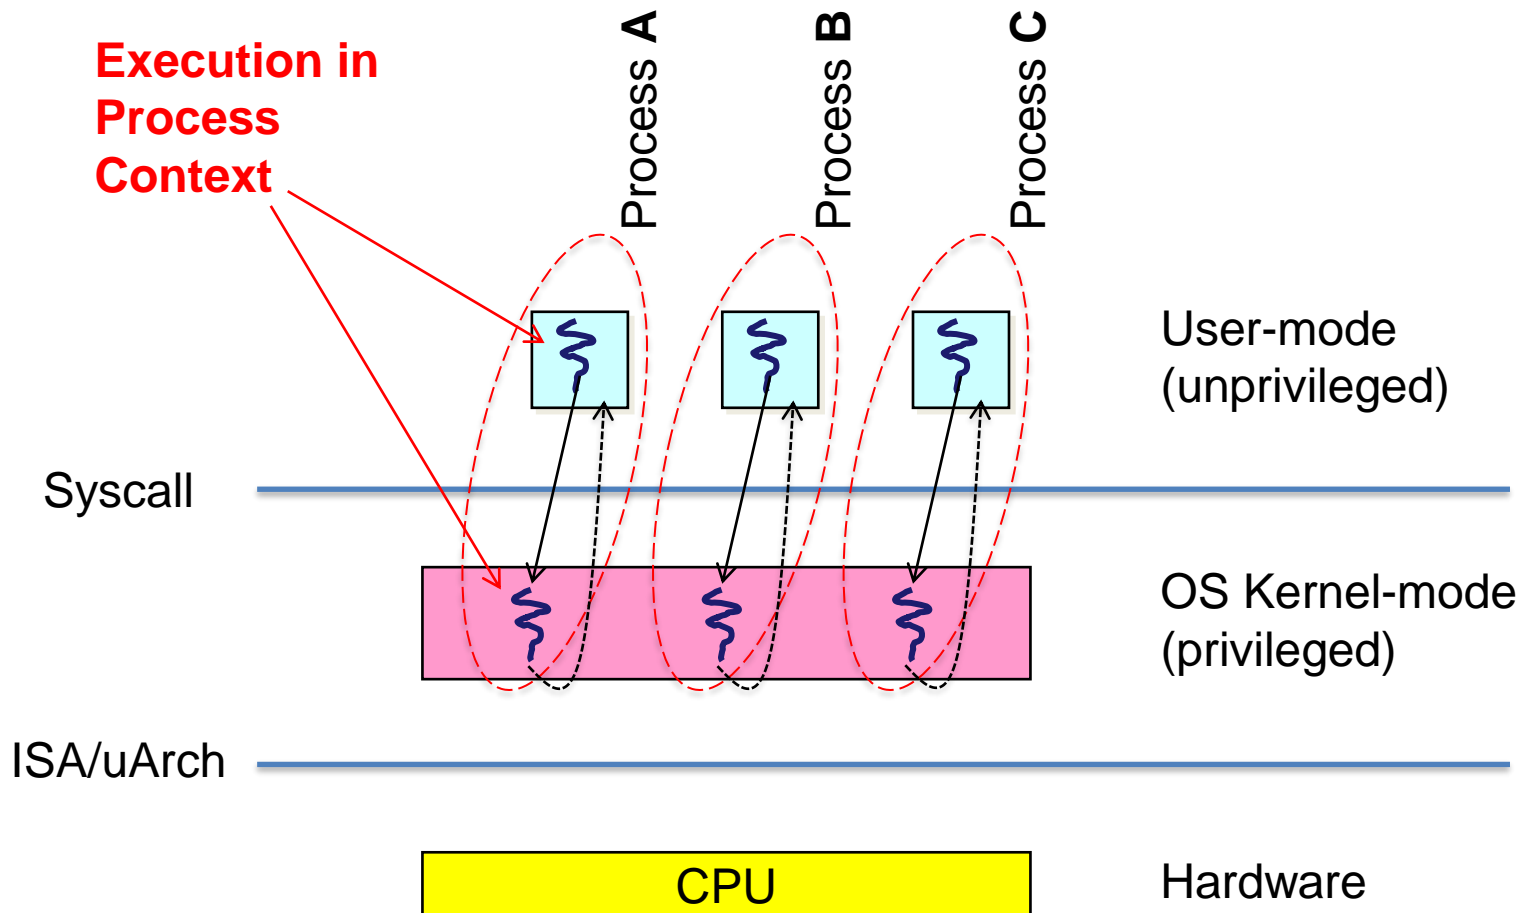 Execution in
Process
Context
Process A
Process B
Process C
User-mode
(unprivileged)
Syscall
OS Kernel-mode
(privileged)
ISA/uArch
CPU
Hardware